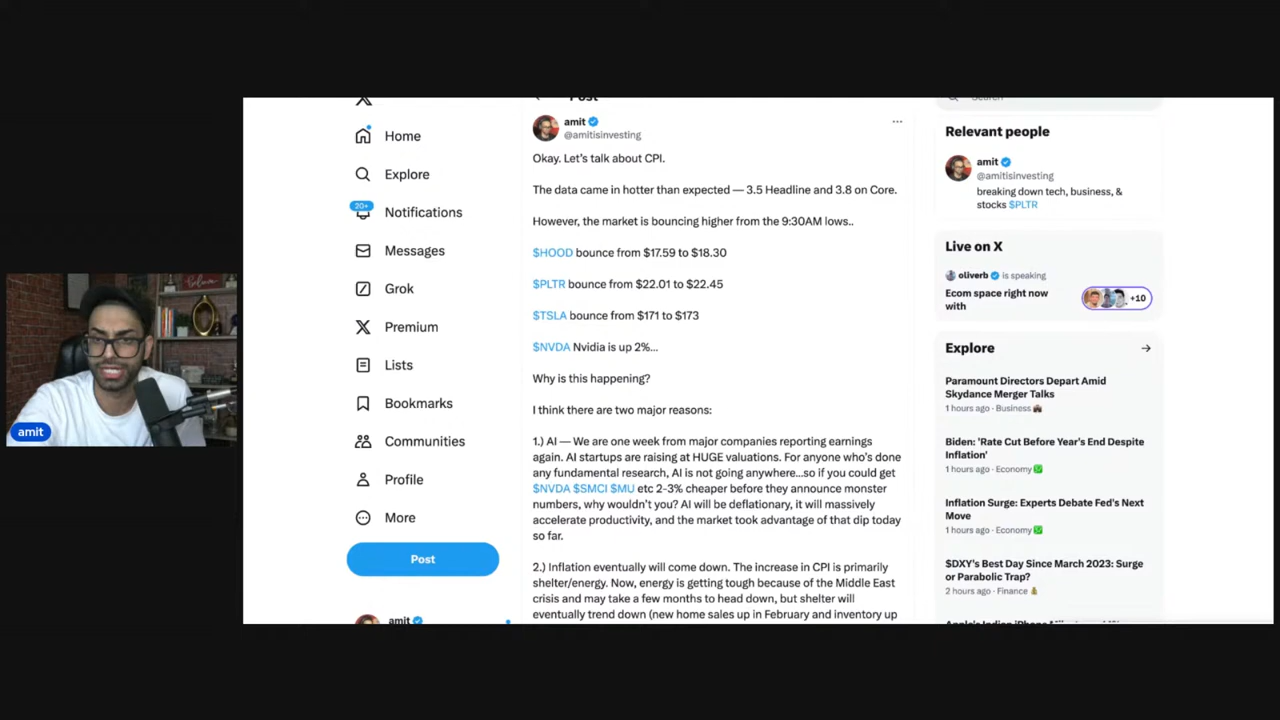 Post
Search
amit
@amitisinvesting
Okay. Let's talk about CPI.
The data came in hotter than expected — 3.5 Headline and 3.8 on Core.
However, the market is bouncing higher from the 9:30AM lows..
$HOOD bounce from $17.59 to $18.30
$PLTR bounce from $22.01 to $22.45
$TSLA bounce from $171 to $173
$NVDA Nvidia is up 2%...
Why is this happening?
I think there are two major reasons:
1.) AI — We are one week from major companies reporting earnings
again. AI startups are raising at HUGE valuations. For anyone who's done
any fundamental research, AI is not going anywhere...so if you could get
$NVDA $SMCI $MU etc 2-3% cheaper before they announce monster
numbers, why wouldn't you? AI will be deflationary, it will massively
accelerate productivity, and the market took advantage of that dip today
so far.
2.) Inflation eventually will come down. The increase in CPI is primarily
shelter/energy. Now, energy is getting tough because of the Middle East
crisis and may take a few months to head down, but shelter will
eventually trend down (new home sales up in February and inventory up
Home
Explore
20+
Notifications
Messages
Grok
Premium
Lists
Bookmarks
Communities
Profile
More
Post
amit
Relevant people
amit
@amitisinvesting
breaking down tech, business, &
stocks $PLTR
Live on X
oliverb is speaking
Ecom space right now
with
+10
Explore
Paramount Directors Depart Amid
Skydance Merger Talks
1 hours ago · Business
Biden: 'Rate Cut Before Year's End Despite
Inflation'
1 hours ago · Economy
Inflation Surge: Experts Debate Fed's Next
Move
1 hours ago · Economy
$DXY's Best Day Since March 2023: Surge
or Parabolic Trap?
2 hours ago · Finance
amit